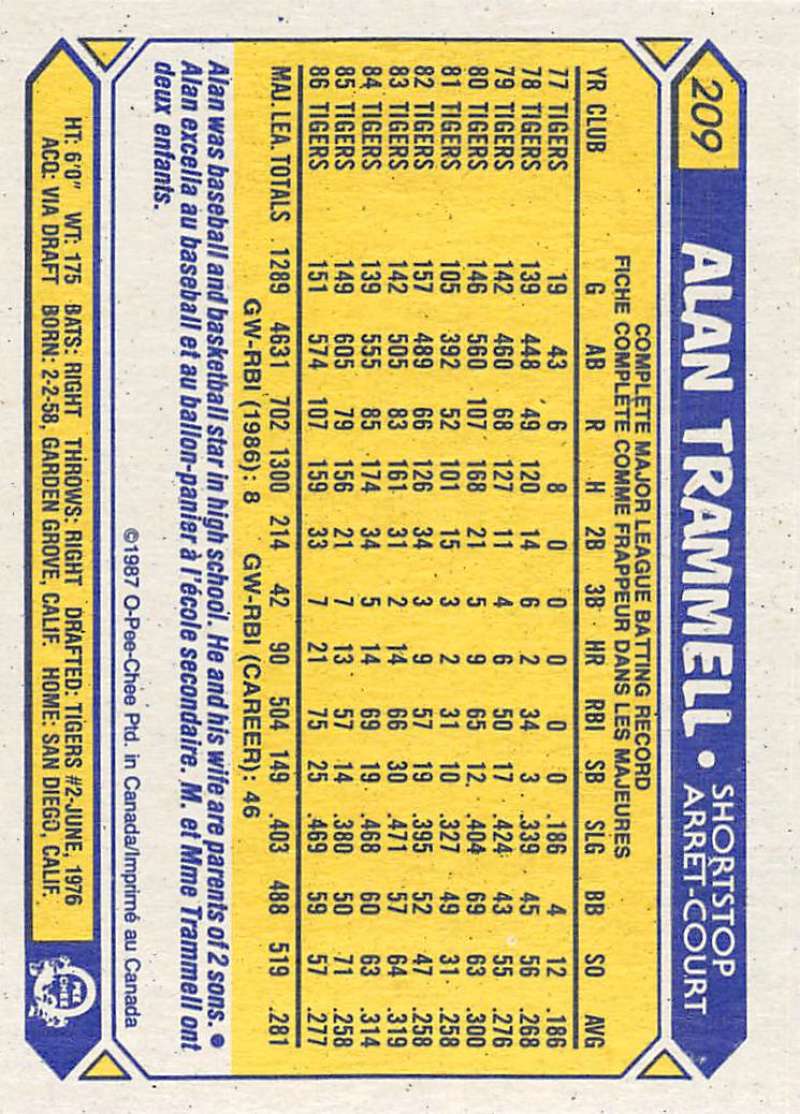 209
ALAN TRAMMELL • SHORTSTOP
ARRET-COURT
COMPLETE MAJOR LEAGUE BATTING RECORD
FICHE COMPLÈTE COMME FRAPPEUR DANS LES MAJEURES
YR CLUB G AB R H 2B 3B HR RBI SB SLG BB SO AVG
77 TIGERS 19 43 6 8 0 0 0 0 0 .186 4 12 .186
78 TIGERS 139 448 49 120 14 6 2 34 3 .339 45 56 .268
79 TIGERS 142 460 68 127 11 4 6 50 17 .424 43 55 .276
80 TIGERS 146 560 107 168 21 5 9 65 12 .404 69 63 .300
81 TIGERS 105 392 52 101 15 3 2 31 10 .327 49 31 .258
82 TIGERS 157 489 66 126 34 3 9 57 19 .395 52 47 .258
83 TIGERS 142 505 83 161 31 2 14 66 30 .471 57 64 .319
84 TIGERS 139 555 85 174 34 5 14 69 19 .468 60 63 .314
85 TIGERS 149 605 79 156 21 7 13 57 14 .380 50 71 .258
86 TIGERS 151 574 107 159 33 7 21 75 25 .469 59 57 .277
MAJ. LEA. TOTALS 1289 4631 702 1300 214 42 90 504 149 .403 488 519 .281
GW-RBI (1986): 8 GW-RBI (CAREER): 46
Alan was baseball and basketball star in high school. He and his wife are parents of 2 sons. •
Alan excella au baseball et au ballon-panier à l'école secondaire. M. et Mme Trammell ont
deux enfants.
©1987 O-Pee-Chee Ptd. in Canada/Imprimé au Canada
HT: 6'0" WT: 175 BATS: RIGHT THROWS: RIGHT DRAFTED: TIGERS #2-JUNE, 1976
ACQ: VIA DRAFT BORN: 2-2-58, GARDEN GROVE, CALIF. HOME: SAN DIEGO, CALIF.
O PEE CHEE